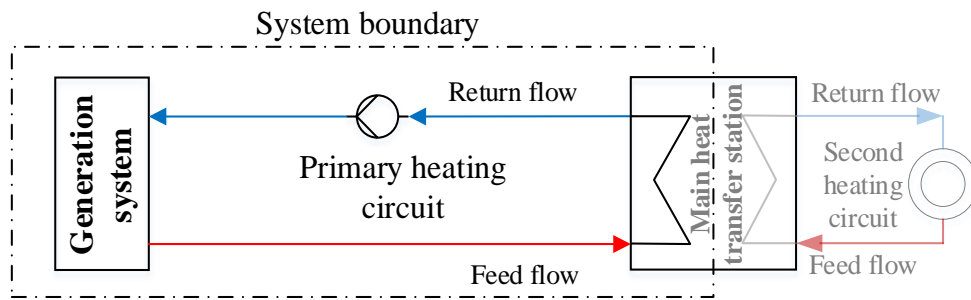 System boundary
Generation
system
Return flow
Primary heating
circuit
Feed flow
Main heat
transfer station
Return flow
Second
heating
circuit
Feed flow